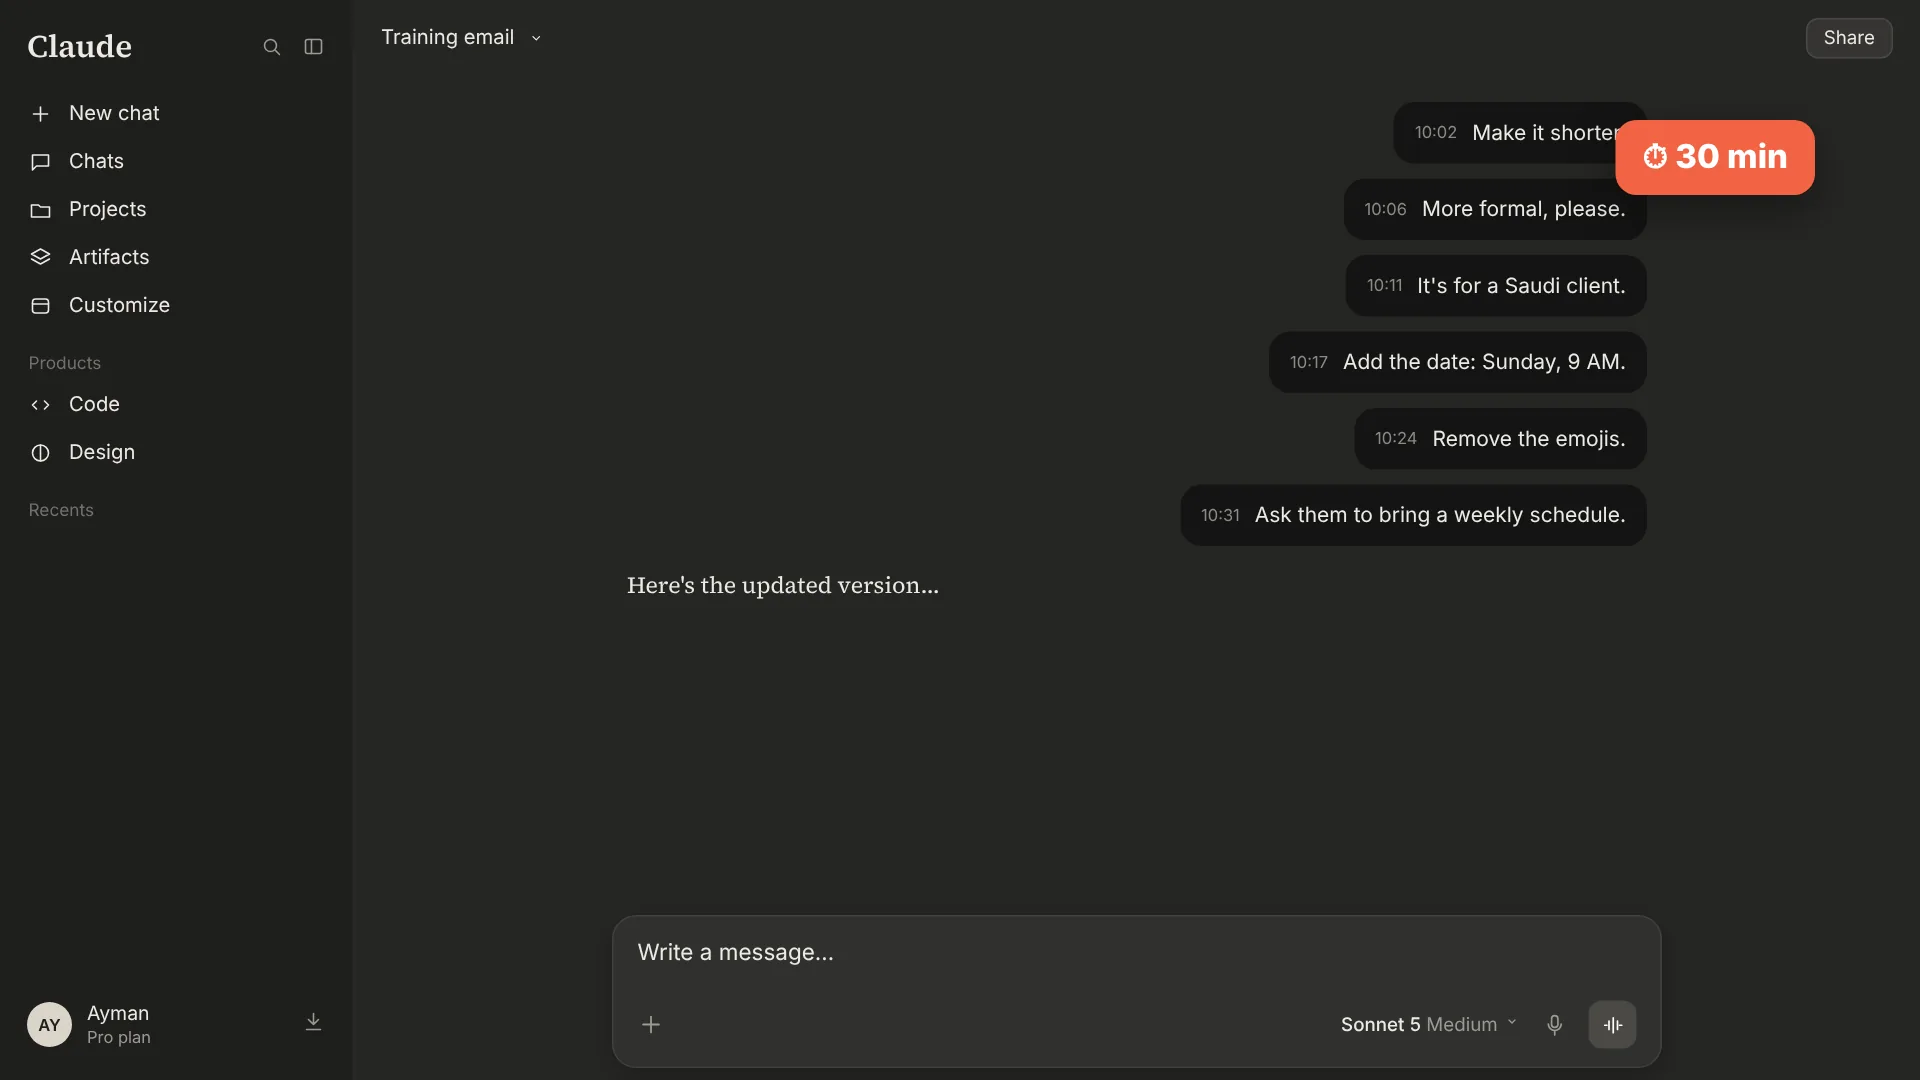 Claude
New chat
Chats
Projects
Artifacts
Customize
Products
Code
Design
Recents
AY
Ayman
Pro plan
Training email
Share
30 min
10:02 Make it shorter
10:06 More formal, please.
10:11 It's for a Saudi client.
10:17 Add the date: Sunday, 9 AM.
10:24 Remove the emojis.
10:31 Ask them to bring a weekly schedule.
Here's the updated version...
Write a message...
Sonnet 5 Medium